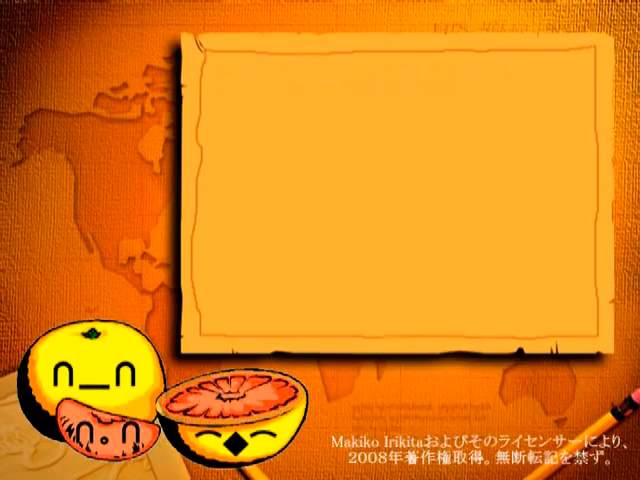 Makiko Irikitaおよびそのライセンサーにより、
2008年著作権取得。無断転記を禁ず。